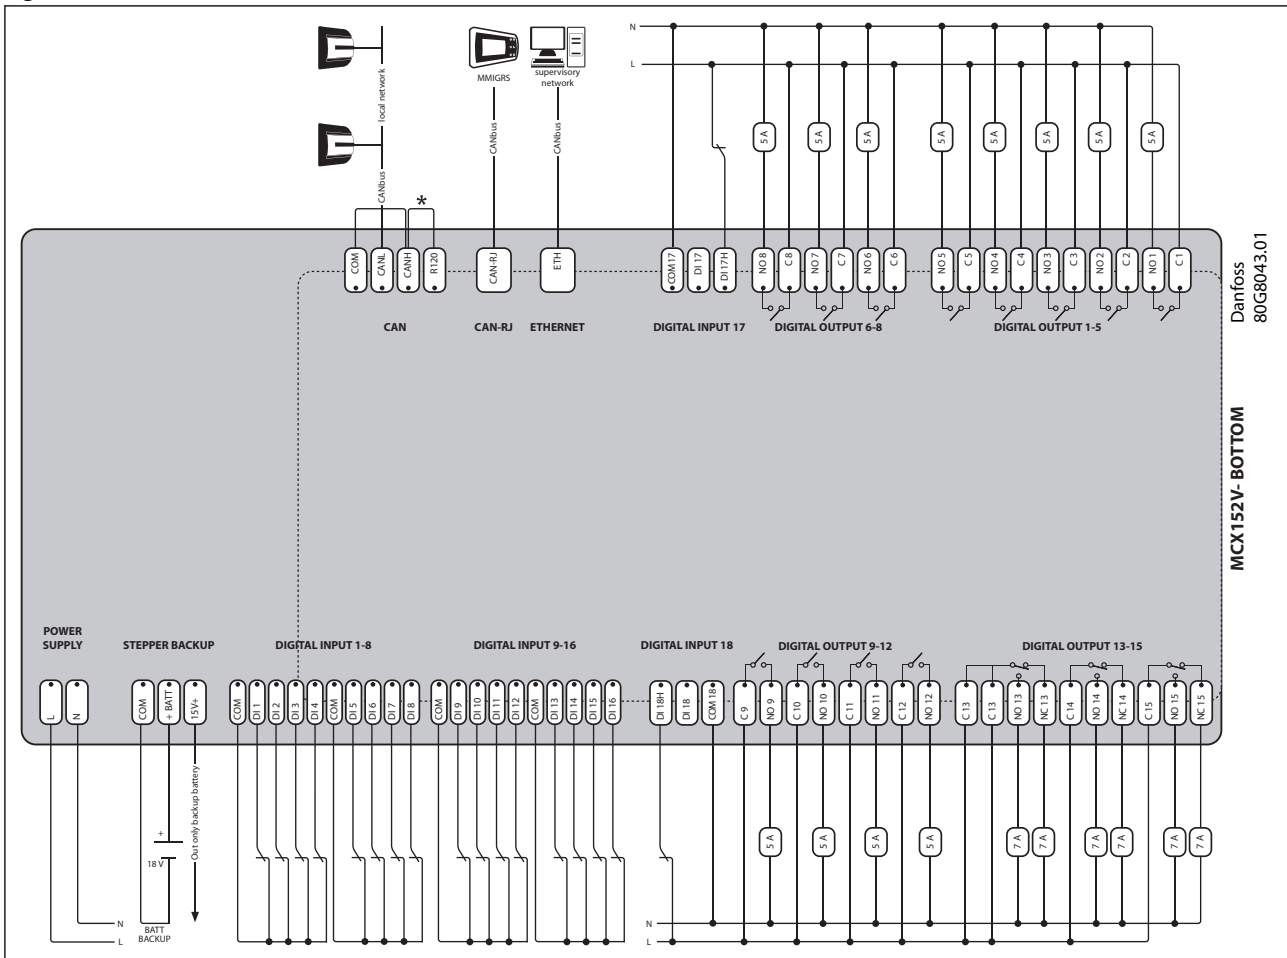 N
L
MMIGRS
supervisory
network
local network
CANbus
CANbus
CANbus
*
5 A
5 A
5 A
5 A
5 A
5 A
5 A
5 A
COM
CANL
CANH
R120
CAN-RJ
ETH
COM17
DI 17
DI 17H
NO 8
C 8
NO 7
C 7
NO 6
C 6
NO 5
C 5
NO 4
C 4
NO 3
C 3
NO 2
C 2
NO 1
C 1
CAN
CAN-RJ
ETHERNET
DIGITAL INPUT 17
DIGITAL OUTPUT 6-8
DIGITAL OUTPUT 1-5
Danfoss
80G8043.01
MCX152V- BOTTOM
POWER
SUPPLY
STEPPER BACKUP
DIGITAL INPUT 1-8
DIGITAL INPUT 9-16
DIGITAL INPUT 18
DIGITAL OUTPUT 9-12
DIGITAL OUTPUT 13-15
L
N
COM
+ BATT
15V+
COM
DI 1
DI 2
DI 3
DI 4
COM
DI 5
DI 6
DI 7
DI 8
COM
DI 9
DI 10
DI 11
DI 12
COM
DI 13
DI 14
DI 15
DI 16
DI 18H
DI 18
COM 18
C 9
NO 9
C 10
NO 10
C 11
NO 11
C 12
NO 12
C 13
C 13
NO 13
NC 13
C 14
NO 14
NC 14
C 15
NO 15
NC 15
Out only backup battery
+
18 V
5 A
5 A
5 A
5 A
7 A
7 A
7 A
7 A
7 A
7 A
N
L
BATT
BACKUP
N
L